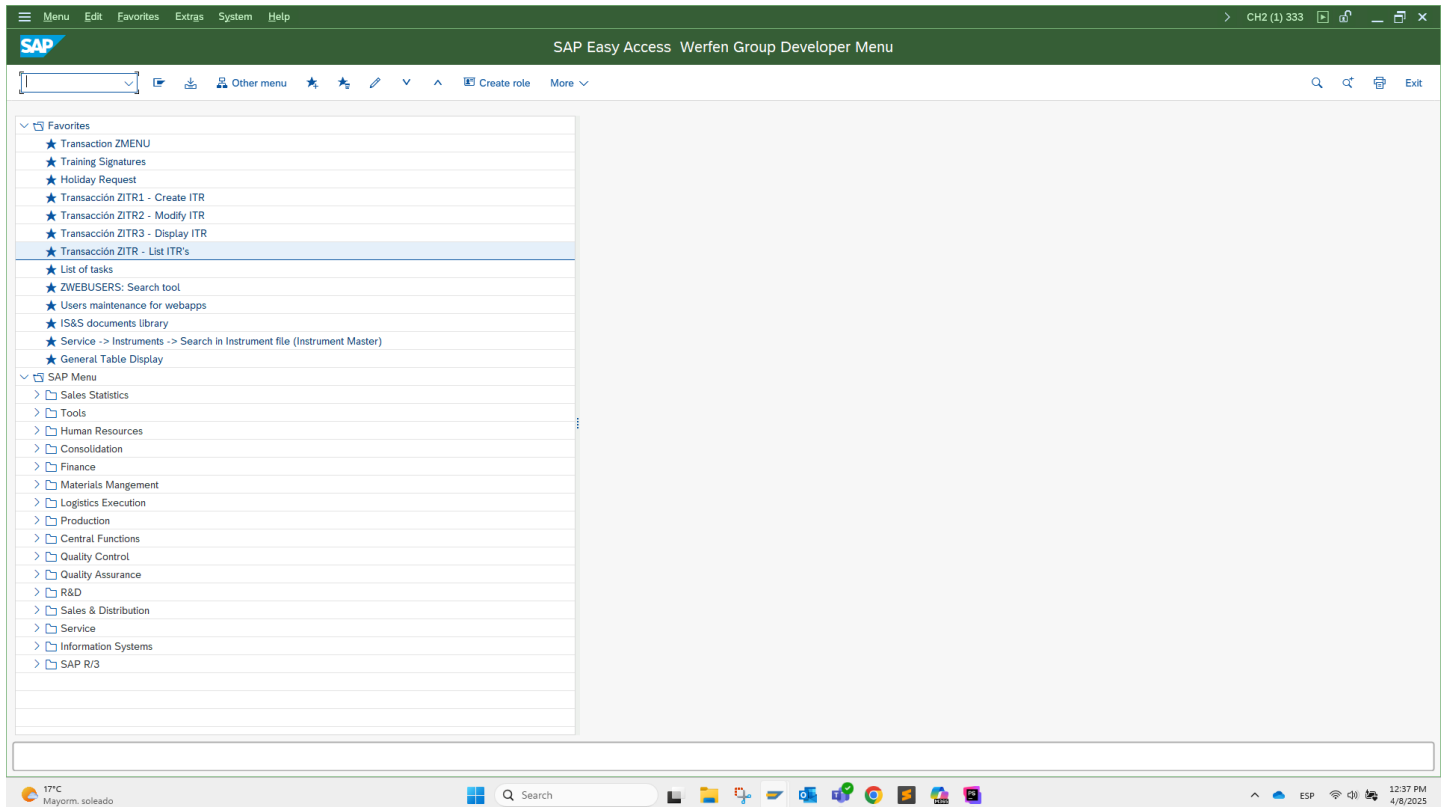 Menu Edit Favorites Extras System Help CH2 (1) 333
SAP SAP Easy Access Werfen Group Developer Menu
Other menu Create role More Exit
Favorites
Transaction ZMENU
Training Signatures
Holiday Request
Transacción ZITR1 - Create ITR
Transacción ZITR2 - Modify ITR
Transacción ZITR3 - Display ITR
Transacción ZITR - List ITR's
List of tasks
ZWEBUSERS: Search tool
Users maintenance for webapps
IS&S documents library
Service -> Instruments -> Search in Instrument file (Instrument Master)
General Table Display
SAP Menu
Sales Statistics
Tools
Human Resources
Consolidation
Finance
Materials Mangement
Logistics Execution
Production
Central Functions
Quality Control
Quality Assurance
R&D
Sales & Distribution
Service
Information Systems
SAP R/3
17°C
Mayorm. soleado
Search
ESP
12:37 PM
4/8/2025